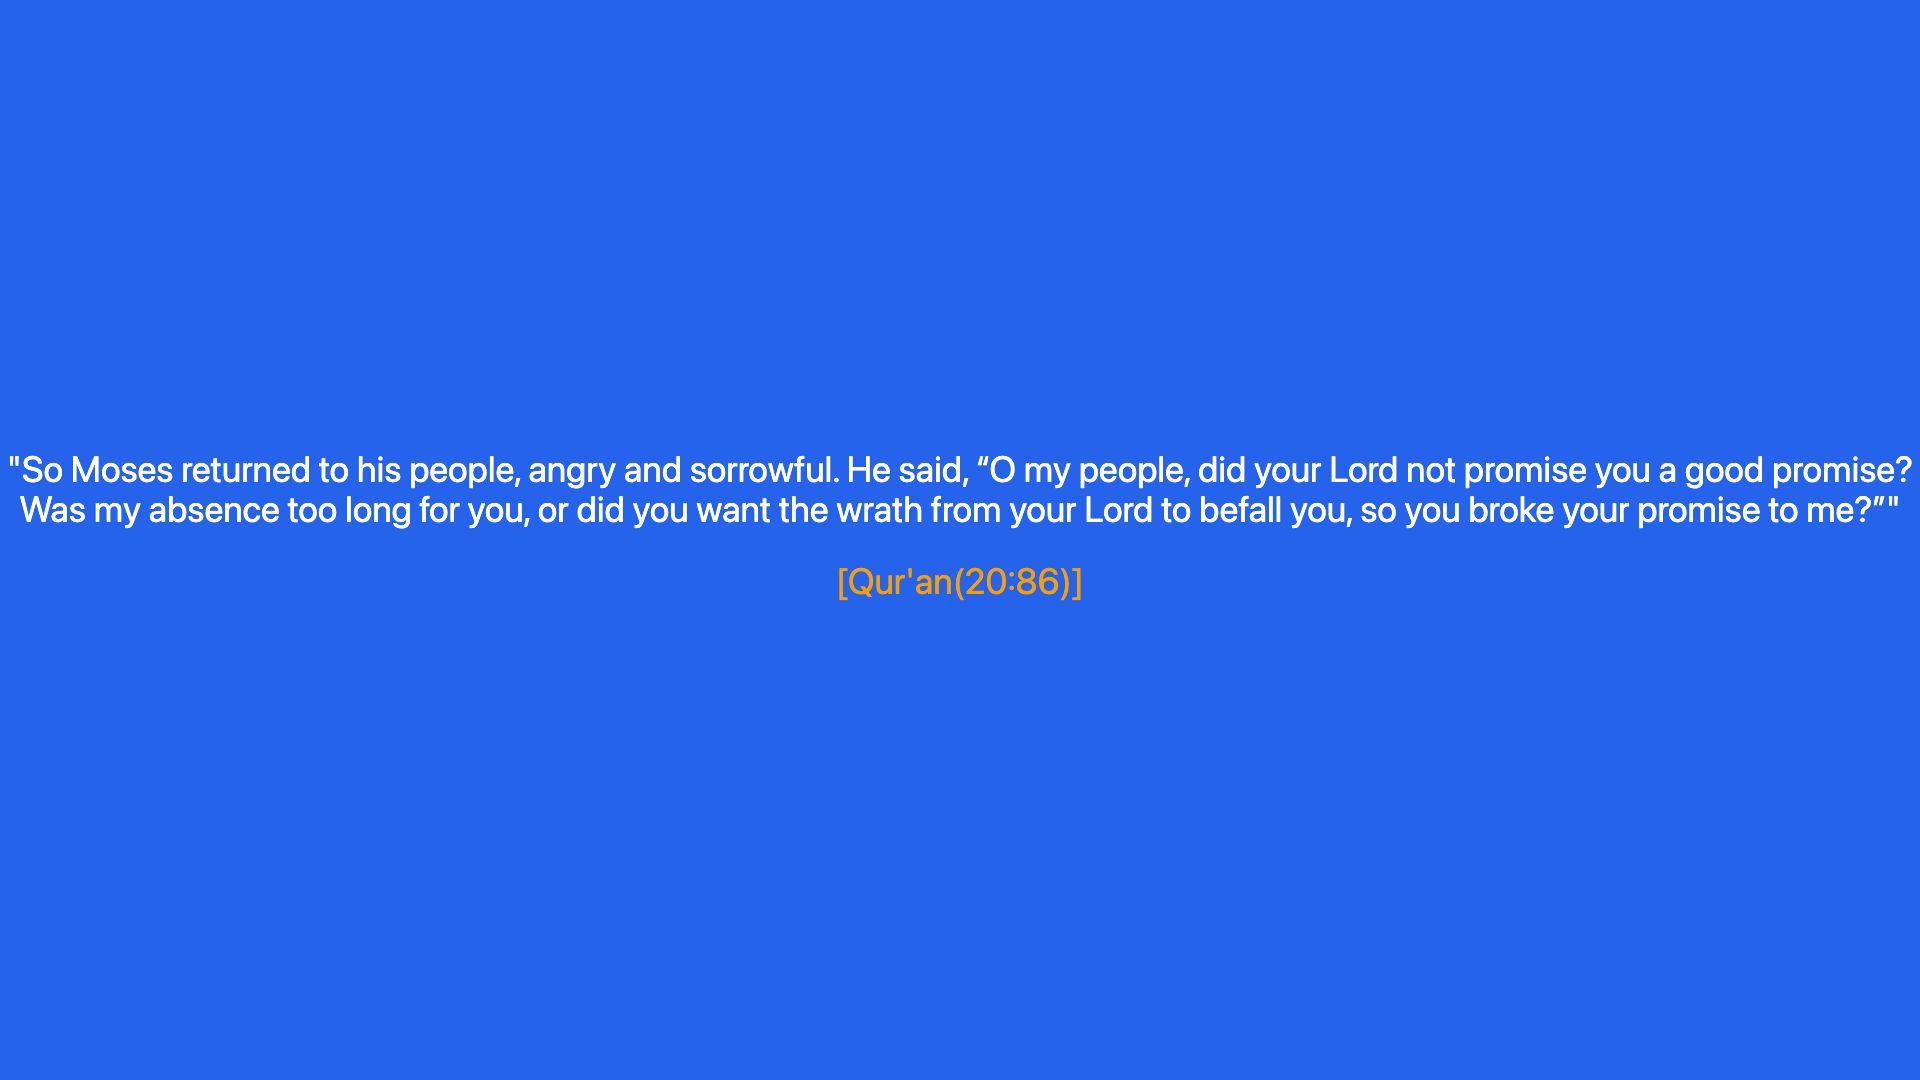 "So Moses returned to his people, angry and sorrowful. He said, “O my people, did your Lord not promise you a good promise?
Was my absence too long for you, or did you want the wrath from your Lord to befall you, so you broke your promise to me?”"
[Qur'an(20:86)]